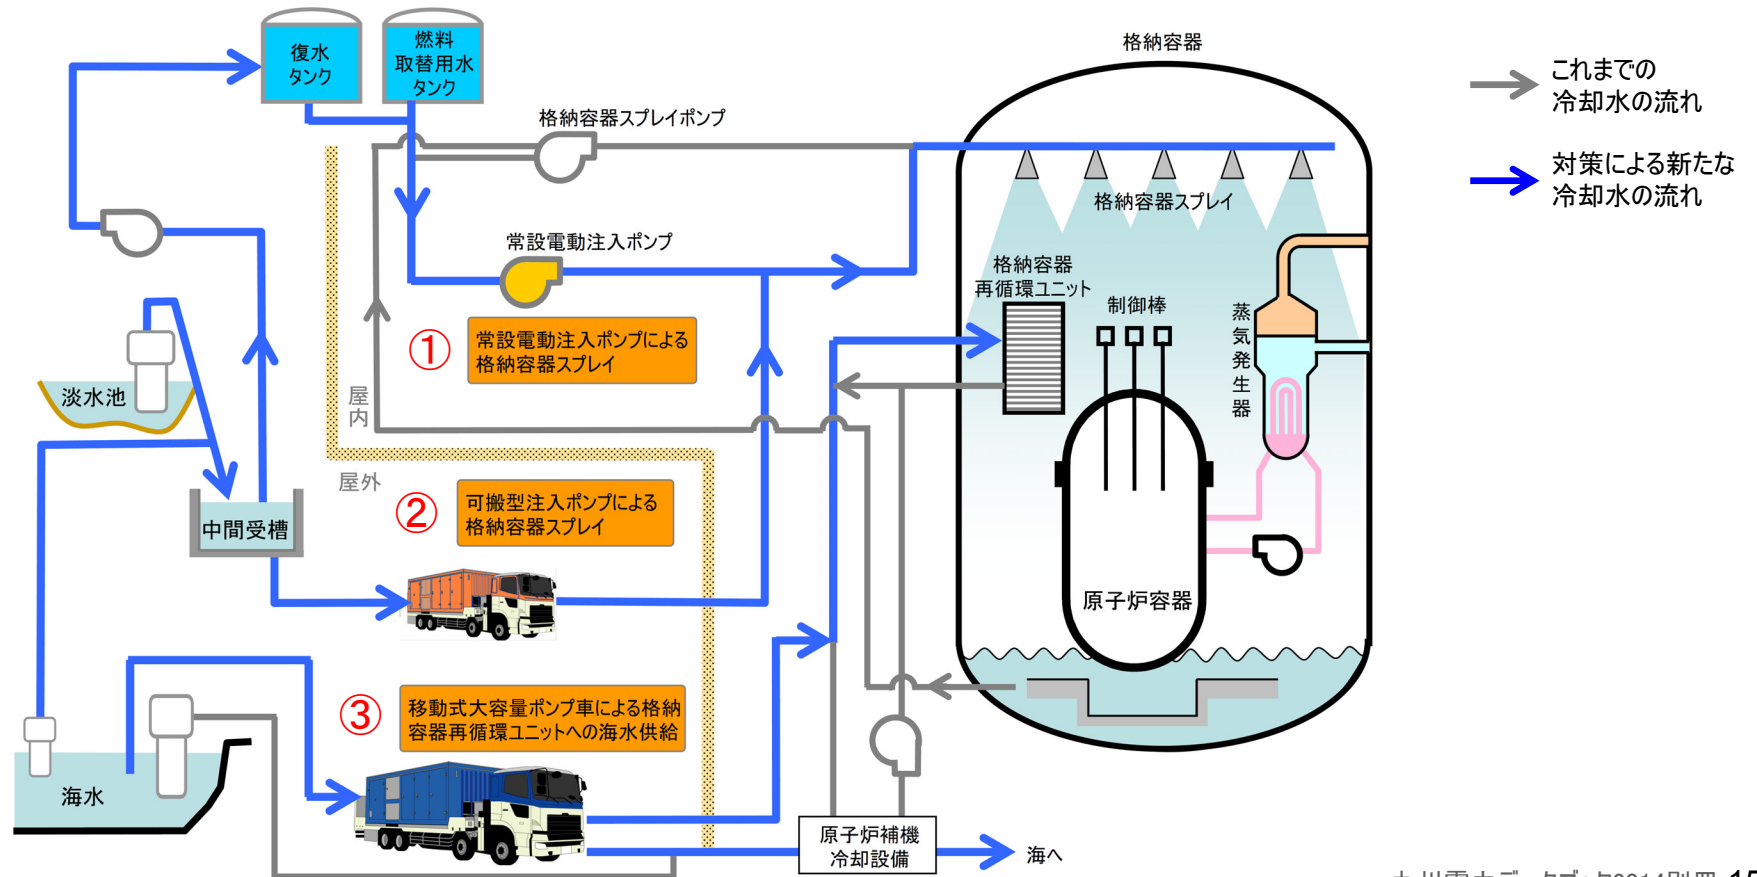 復水
タンク
燃料
取替用水
タンク
格納容器
これまでの
冷却水の流れ
対策による新たな
冷却水の流れ
格納容器スプレイポンプ
格納容器スプレイ
常設電動注入ポンプ
格納容器
再循環ユニット
制御棒
蒸気発生器
①
常設電動注入ポンプによる
格納容器スプレイ
淡水池
屋内
屋外
②
可搬型注入ポンプによる
格納容器スプレイ
中間受槽
原子炉容器
③
移動式大容量ポンプ車による格納
容器再循環ユニットへの海水供給
海水
原子炉補機
冷却設備
海へ